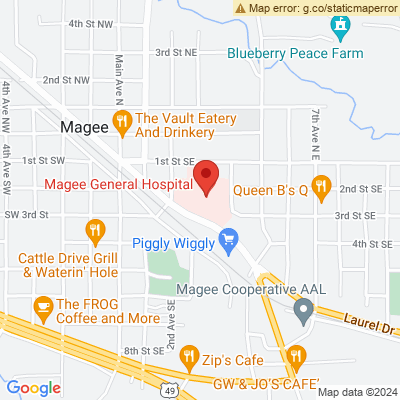 Map error: g.co/staticmaperror
4th St NW
3rd St NE
Blueberry Peace Farm
2nd St NW
4th Ave NW
Main Ave N
The Vault Eatery
And Drinkery
7th Ave N E
Magee
1st St SW
1st St SE
4th Ave SW
Magee General Hospital
Queen B's Q
2nd St SE
SW
3rd St
3rd St SE
Piggly Wiggly
4th St SE
Cattle Drive Grill
& Waterin' Hole
Magee Cooperative AAL
The FROG
Coffee and More
2nd Ave SE
Laurel Dr
8th St SE
Zip's Cafe
49
GW & JO'S CAFE'
Google
Map data ©2024